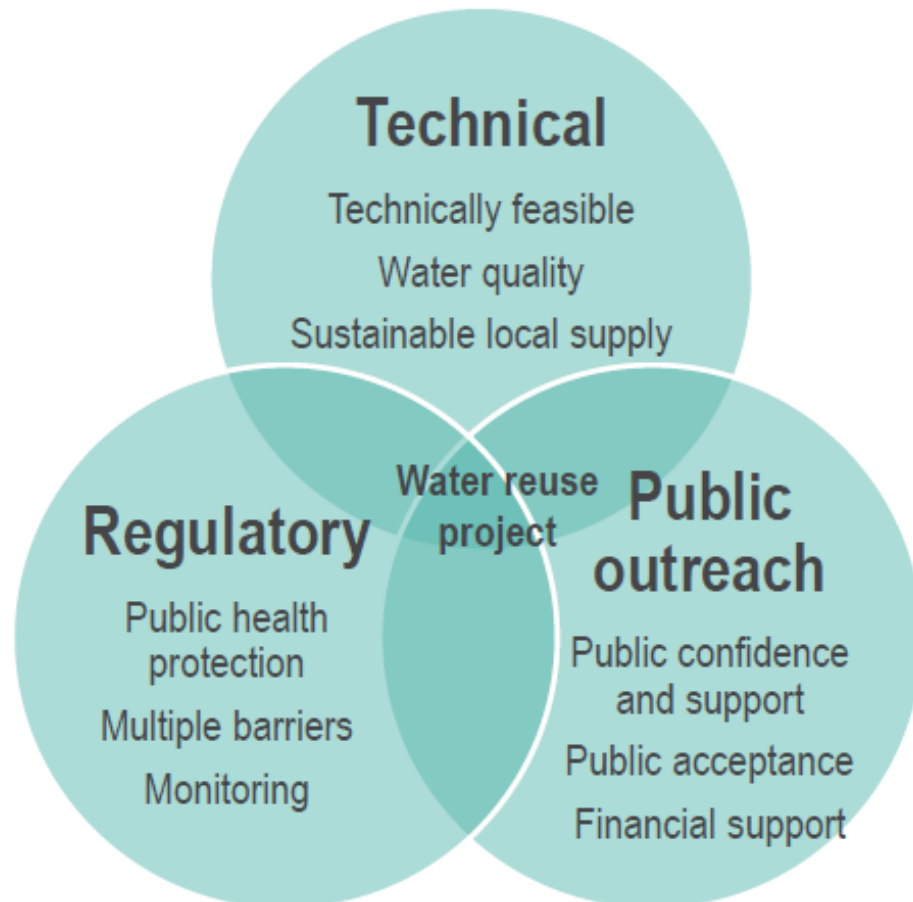 Technical
Technically feasible
Water quality
Sustainable local supply
Water reuse
project
Regulatory
Public health
protection
Multiple barriers
Monitoring
Public
outreach
Public confidence
and support
Public acceptance
Financial support